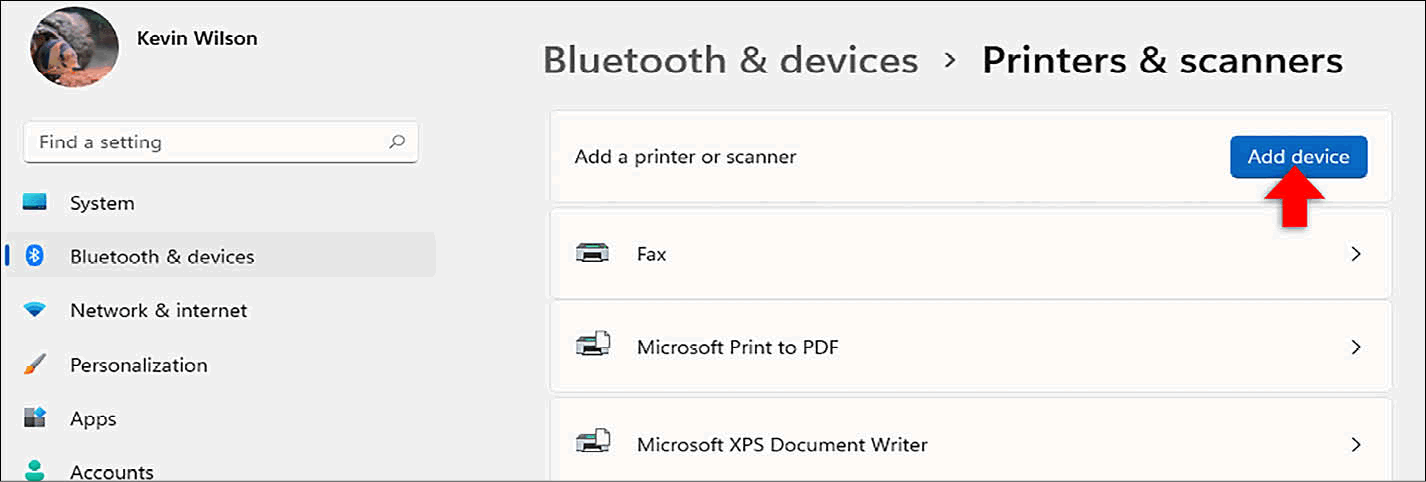 Kevin Wilson
Find a setting
System
Bluetooth & devices
Network & internet
Personalization
Apps
Accounts
Bluetooth & devices > Printers & scanners
Add a printer or scanner
Add device
Fax
Microsoft Print to PDF
Microsoft XPS Document Writer